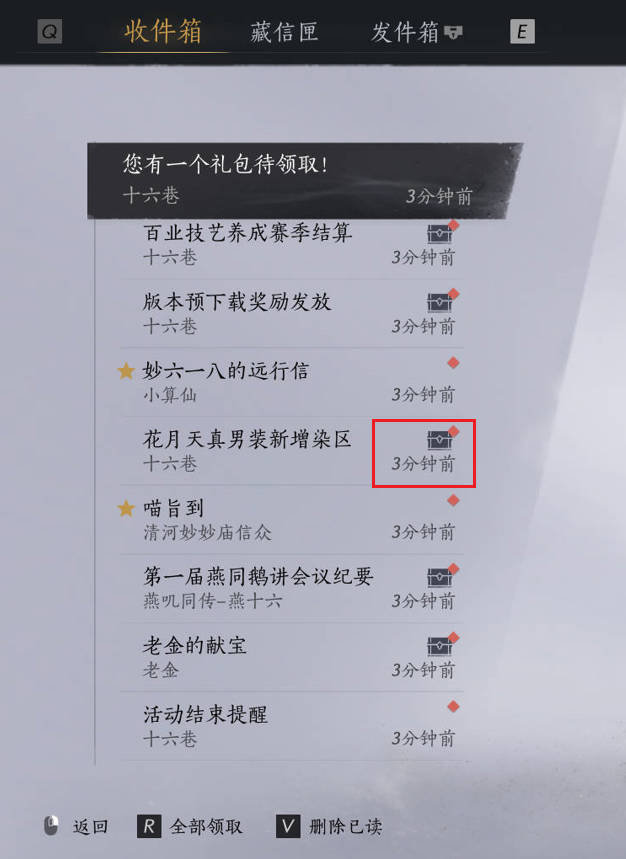 Q 收件箱 藏信匣 发件箱 E
您有一个礼包待领取!
十六巷 3分钟前
百业技艺养成赛季结算
十六巷 3分钟前
版本预下载奖励发放
十六巷 3分钟前
妙六一八的远行信
小算仙 3分钟前
花月天真男装新增染区
十六巷 3分钟前
喵旨到
清河妙妙庙信众 3分钟前
第一届燕同鹅讲会议纪要
燕叽同传-燕十六 3分钟前
老金的献宝
老金 3分钟前
活动结束提醒
十六巷 3分钟前
返回 R 全部领取 V 删除已读